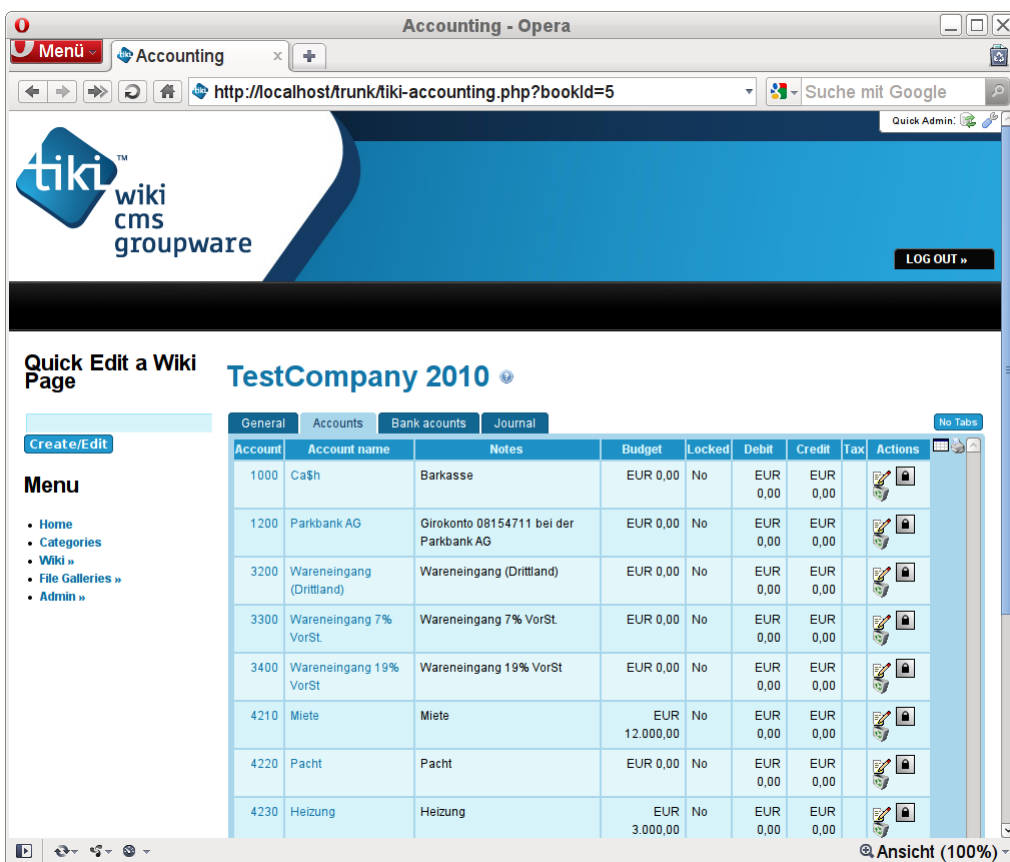 Accounting - Opera
Menü
Accounting
http://localhost/trunk/tiki-accounting.php?bookId=5
Suche mit Google
Quick Admin:
tiki™
wiki
cms
groupware
LOG OUT »
Quick Edit a Wiki
Page
Create/Edit
Menu
Home
Categories
Wiki »
File Galleries »
Admin »
TestCompany 2010
General Accounts Bank acounts Journal No Tabs
Account Account name Notes Budget Locked Debit Credit Tax Actions
1000 Ca$h Barkasse EUR 0,00 No EUR EUR
0,00 0,00
1200 Parkbank AG Girokonto 08154711 bei der EUR 0,00 No EUR EUR
Parkbank AG 0,00 0,00
3200 Wareneingang Wareneingang (Drittland) EUR 0,00 No EUR EUR
(Drittland) 0,00 0,00
3300 Wareneingang 7% Wareneingang 7% VorSt. EUR 0,00 No EUR EUR
VorSt. 0,00 0,00
3400 Wareneingang 19% Wareneingang 19% VorSt EUR 0,00 No EUR EUR
VorSt 0,00 0,00
4210 Miete Miete EUR No EUR EUR
12.000,00 0,00 0,00
4220 Pacht Pacht EUR 0,00 No EUR EUR
0,00 0,00
4230 Heizung Heizung EUR No EUR EUR
3.000,00 0,00 0,00
Ansicht (100%)